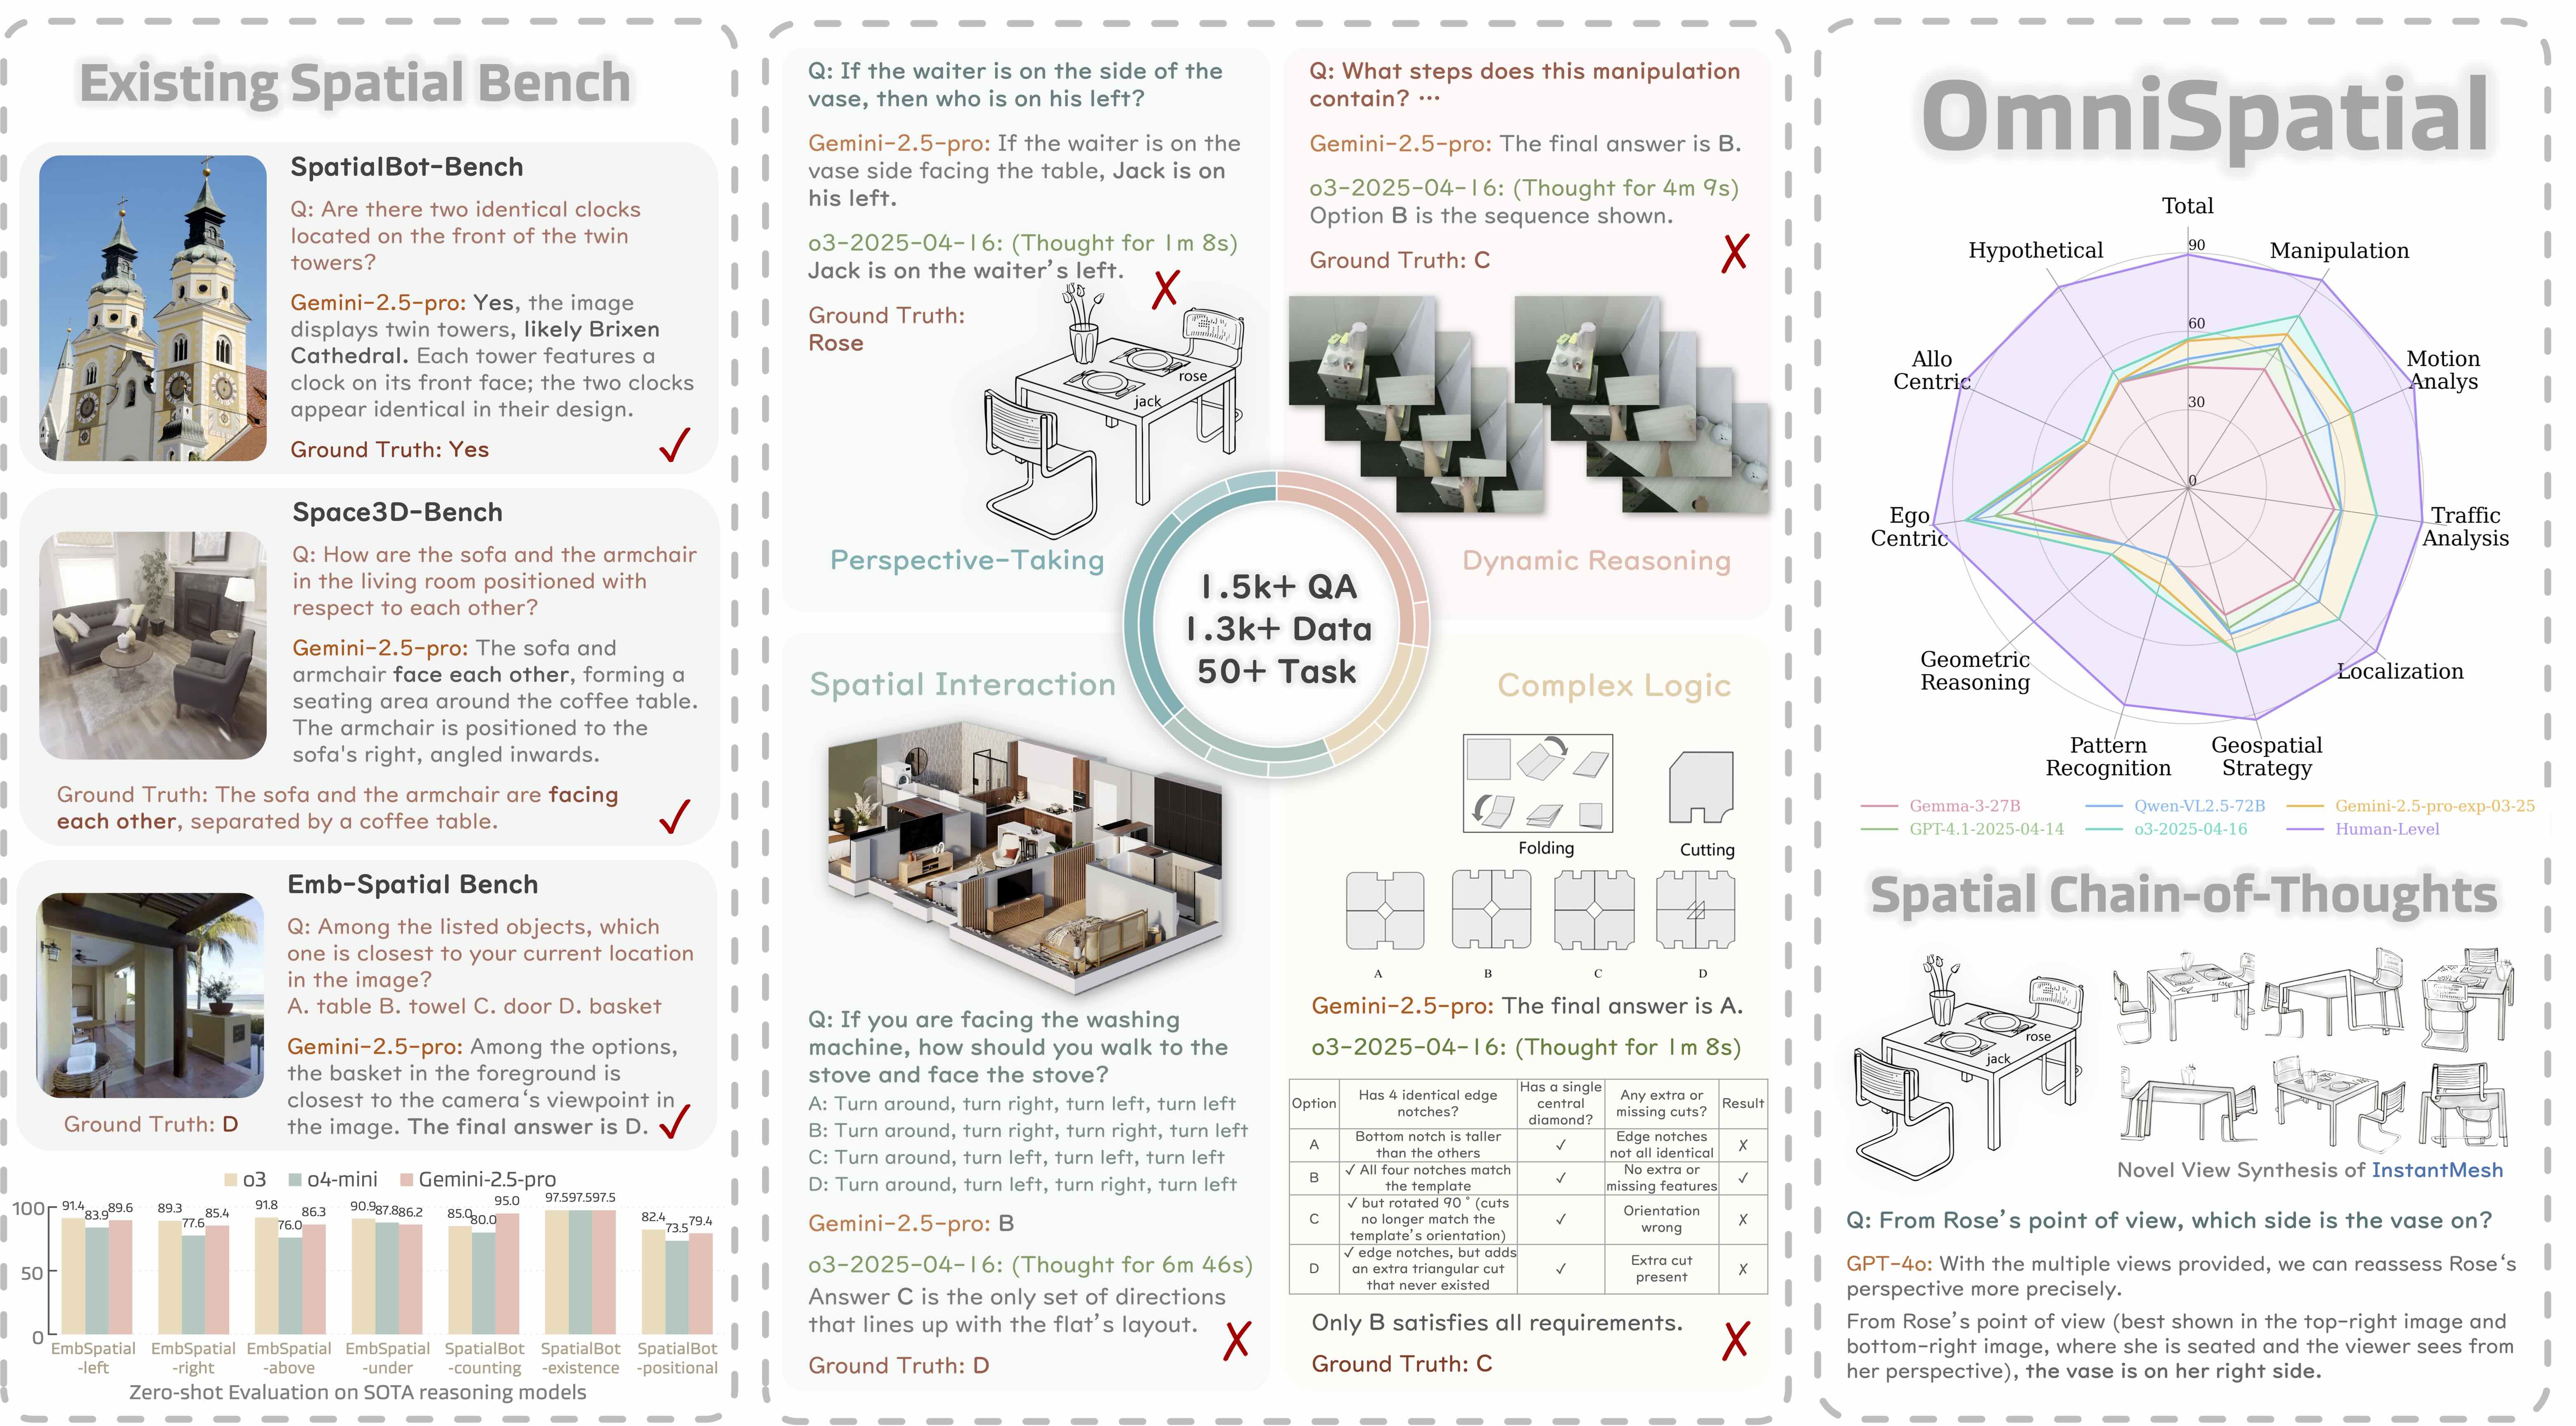 Existing Spatial Bench
SpatialBot-Bench
Q: Are there two identical clocks
located on the front of the twin
towers?
Gemini-2.5-pro: Yes, the image
displays twin towers, likely Brixen
Cathedral. Each tower features a
clock on its front face; the two clocks
appear identical in their design.
Ground Truth: Yes
Space3D-Bench
Q: How are the sofa and the armchair
in the living room positioned with
respect to each other?
Gemini-2.5-pro: The sofa and
armchair face each other, forming a
seating area around the coffee table.
The armchair is positioned to the
sofa's right, angled inwards.
Ground Truth: The sofa and the armchair are facing
each other, separated by a coffee table.
Emb-Spatial Bench
Q: Among the listed objects, which
one is closest to your current location
in the image?
A. table B. towel C. door D. basket
Gemini-2.5-pro: Among the options,
the basket in the foreground is
closest to the camera's viewpoint in
the image. The final answer is D.
Ground Truth: D
o3 o4-mini Gemini-2.5-pro
100
50
0
91.4 83.9 89.6
89.3 77.6 85.4
91.8 76.0 86.3
90.9 87.8 86.2
85.0 80.0 95.0
97.5 97.5 97.5
82.4 73.5 79.4
EmbSpatial
-left
EmbSpatial
-right
EmbSpatial
-above
EmbSpatial
-under
SpatialBot
-counting
SpatialBot
-existence
SpatialBot
-positional
Zero-shot Evaluation on SOTA reasoning models
Q: If the waiter is on the side of the
vase, then who is on his left?
Gemini-2.5-pro: If the waiter is on the
vase side facing the table, Jack is on
his left.
o3-2025-04-16: (Thought for 1m 8s)
Jack is on the waiter's left.
Ground Truth:
Rose
rose
jack
Perspective-Taking
Q: What steps does this manipulation
contain? ...
Gemini-2.5-pro: The final answer is B.
o3-2025-04-16: (Thought for 4m 9s)
Option B is the sequence shown.
Ground Truth: C
Dynamic Reasoning
1.5k+ QA
1.3k+ Data
50+ Task
Spatial Interaction
Q: If you are facing the washing
machine, how should you walk to the
stove and face the stove?
A: Turn around, turn right, turn left, turn left
B: Turn around, turn right, turn right, turn left
C: Turn around, turn left, turn left, turn left
D: Turn around, turn left, turn right, turn left
Gemini-2.5-pro: B
o3-2025-04-16: (Thought for 6m 46s)
Answer C is the only set of directions
that lines up with the flat's layout.
Ground Truth: D
Complex Logic
Folding
Cutting
A B C D
Gemini-2.5-pro: The final answer is A.
o3-2025-04-16: (Thought for 1m 8s)
Option
Has 4 identical edge
notches?
Has a single
central
diamond?
Any extra or
missing cuts?
Result
A
Bottom notch is taller
than the others
✓
Edge notches
not all identical
✗
B
✓ All four notches match
the template
✓
No extra or
missing features
✓
C
✓ but rotated 90° (cuts
no longer match the
template's orientation)
✓
Orientation
wrong
✗
D
✓ edge notches, but adds
an extra triangular cut
that never existed
✓
Extra cut
present
✗
Only B satisfies all requirements.
Ground Truth: C
OmniSpatial
Total
Manipulation
Motion
Analys
Traffic
Analysis
Localization
Geospatial
Strategy
Pattern
Recognition
Geometric
Reasoning
Ego
Centric
Allo
Centric
Hypothetical
90
60
30
0
Gemma-3-27B
Qwen-VL2.5-72B
Gemini-2.5-pro-exp-03-25
GPT-4.1-2025-04-14
o3-2025-04-16
Human-Level
Spatial Chain-of-Thoughts
rose
jack
Novel View Synthesis of InstantMesh
Q: From Rose's point of view, which side is the vase on?
GPT-4o: With the multiple views provided, we can reassess Rose's
perspective more precisely.
From Rose's point of view (best shown in the top-right image and
bottom-right image, where she is seated and the viewer sees from
her perspective), the vase is on her right side.